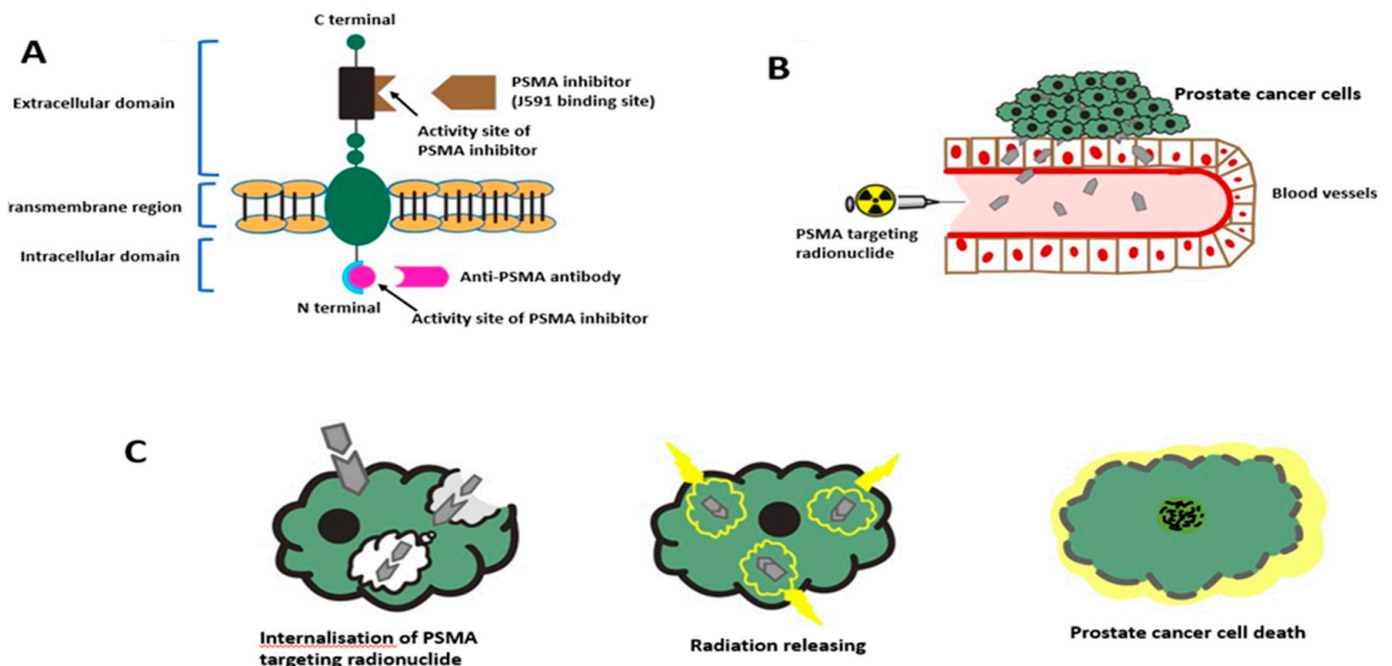 A
C terminal
Extracellular domain
PSMA inhibitor
(J591 binding site)
Activity site of
PSMA inhibitor
ransmembrane region
Intracellular domain
Anti-PSMA antibody
N terminal
Activity site of PSMA inhibitor
B
Prostate cancer cells
Blood vessels
PSMA targeting
radionuclide
C
Internalisation of PSMA
targeting radionuclide
Radiation releasing
Prostate cancer cell death